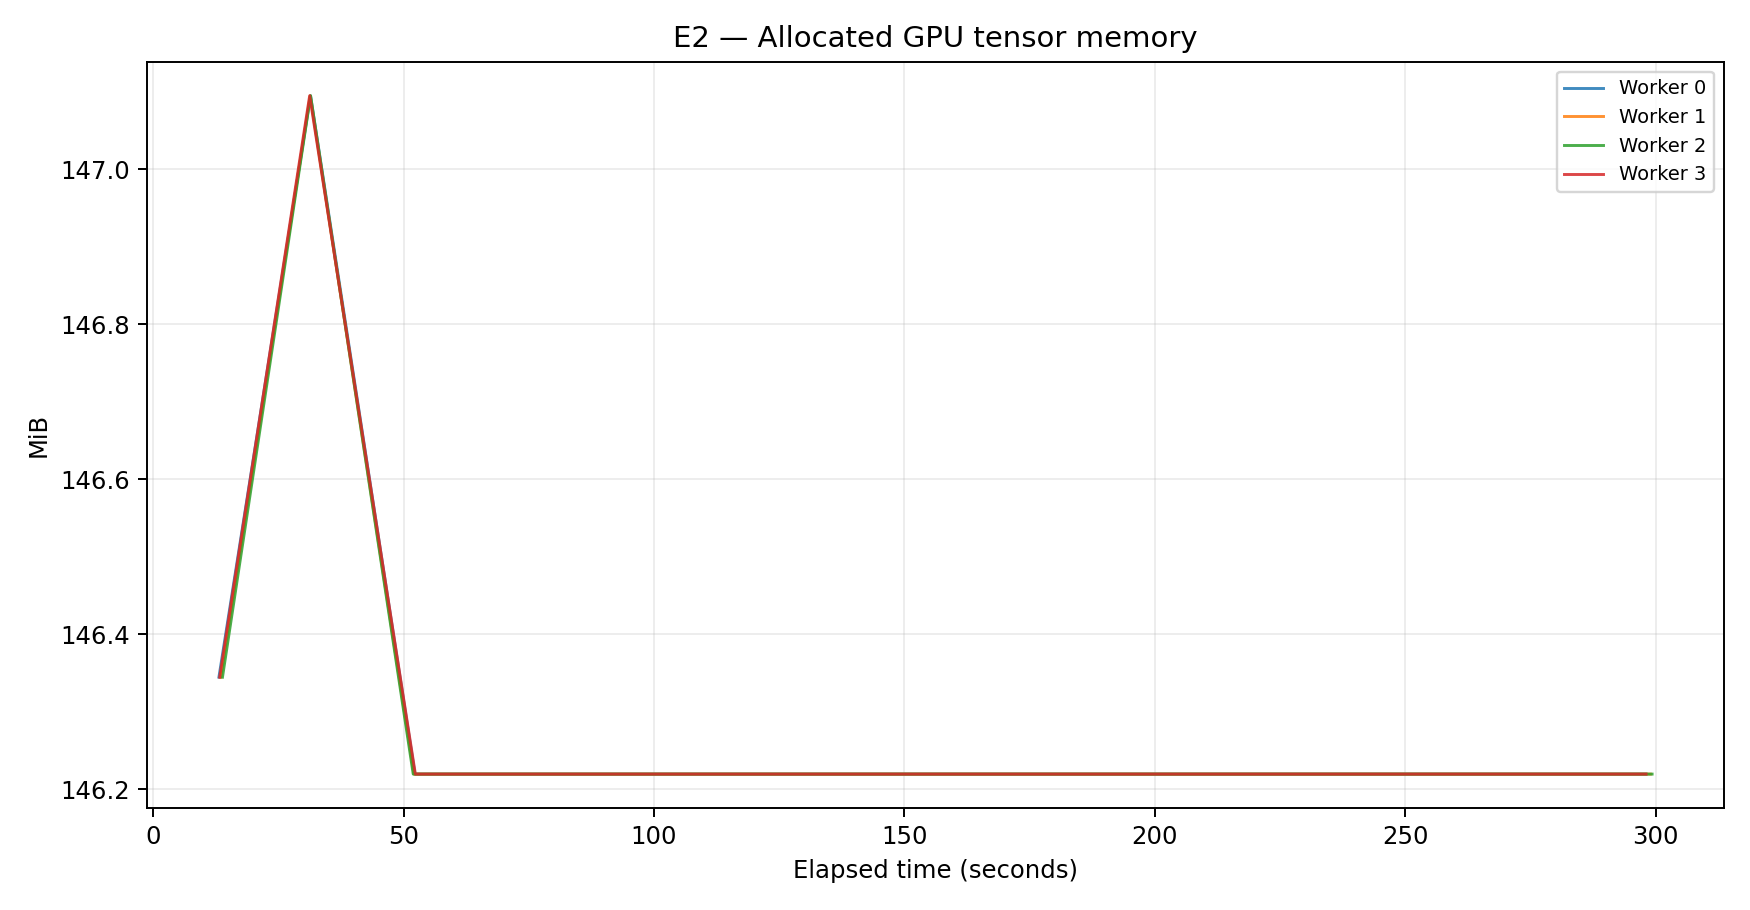 E2 — Allocated GPU tensor memory
Worker 0
Worker 1
Worker 2
Worker 3
147.0
146.8
146.6
146.4
146.2
MiB
0 50 100 150 200 250 300
Elapsed time (seconds)